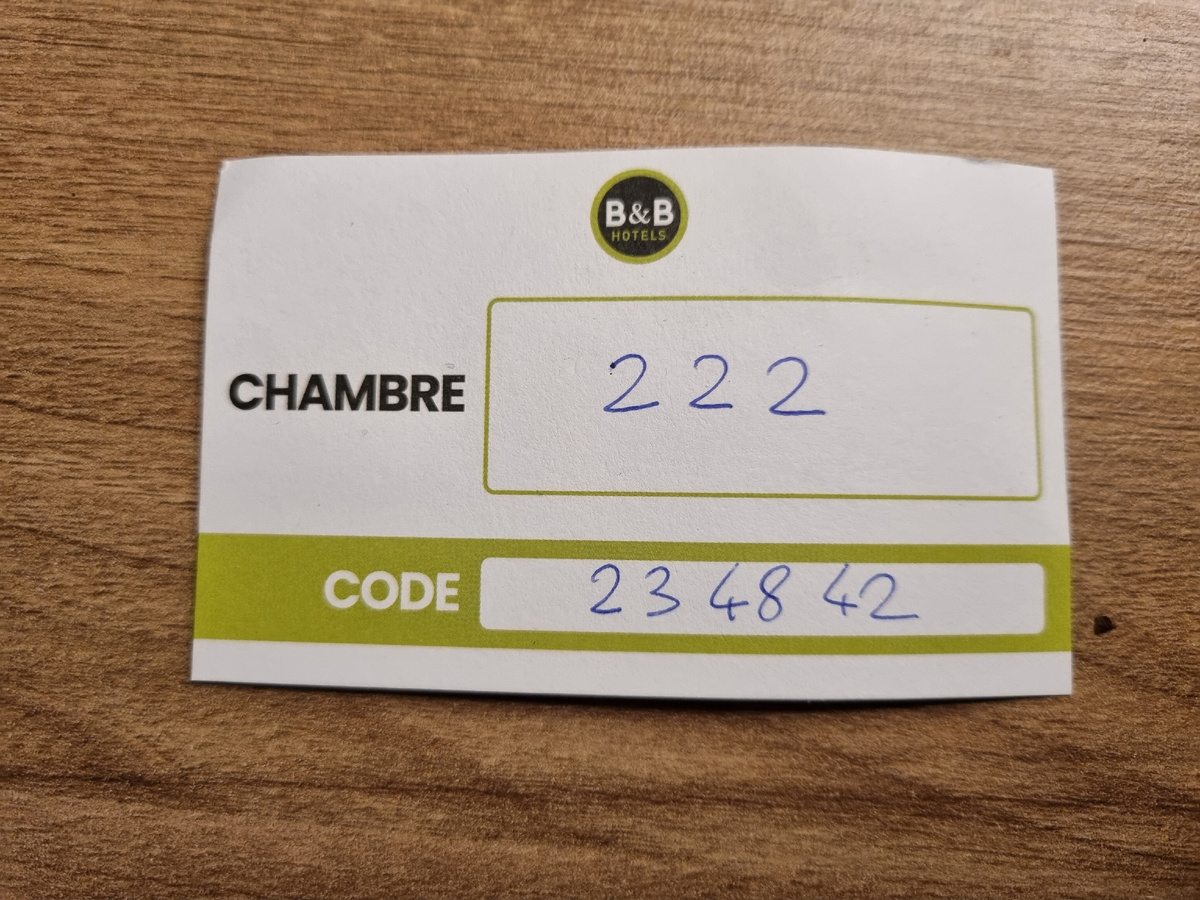 B&B
HOTELS
CHAMBRE 222
CODE 23 48 42